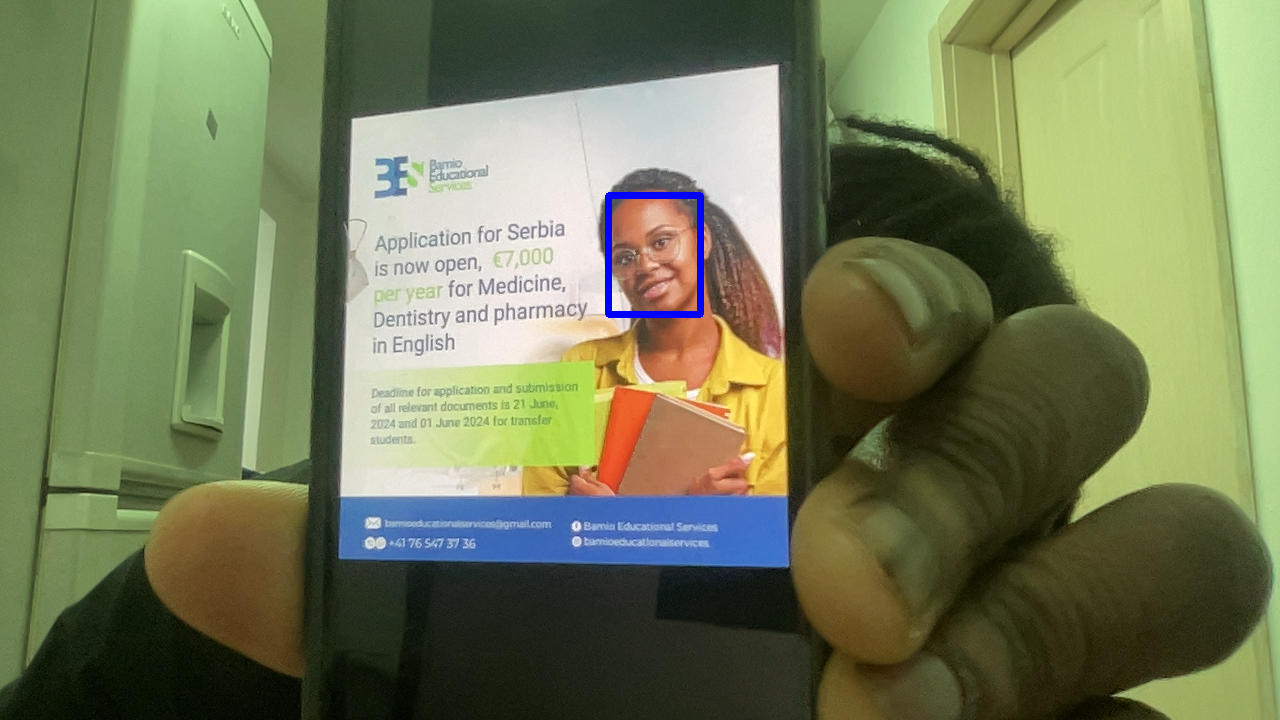 BES
Bamio
Educational
Services
Application for Serbia
is now open, €7,000
per year for Medicine,
Dentistry and pharmacy
in English
Deadline for application and submission
of all relevant documents is 21 June,
2024 and 01 June 2024 for transfer
students.
bamioeducationalservices@gmail.com
Bamio Educational Services
+41 76 547 37 36
bamioeducationalservices